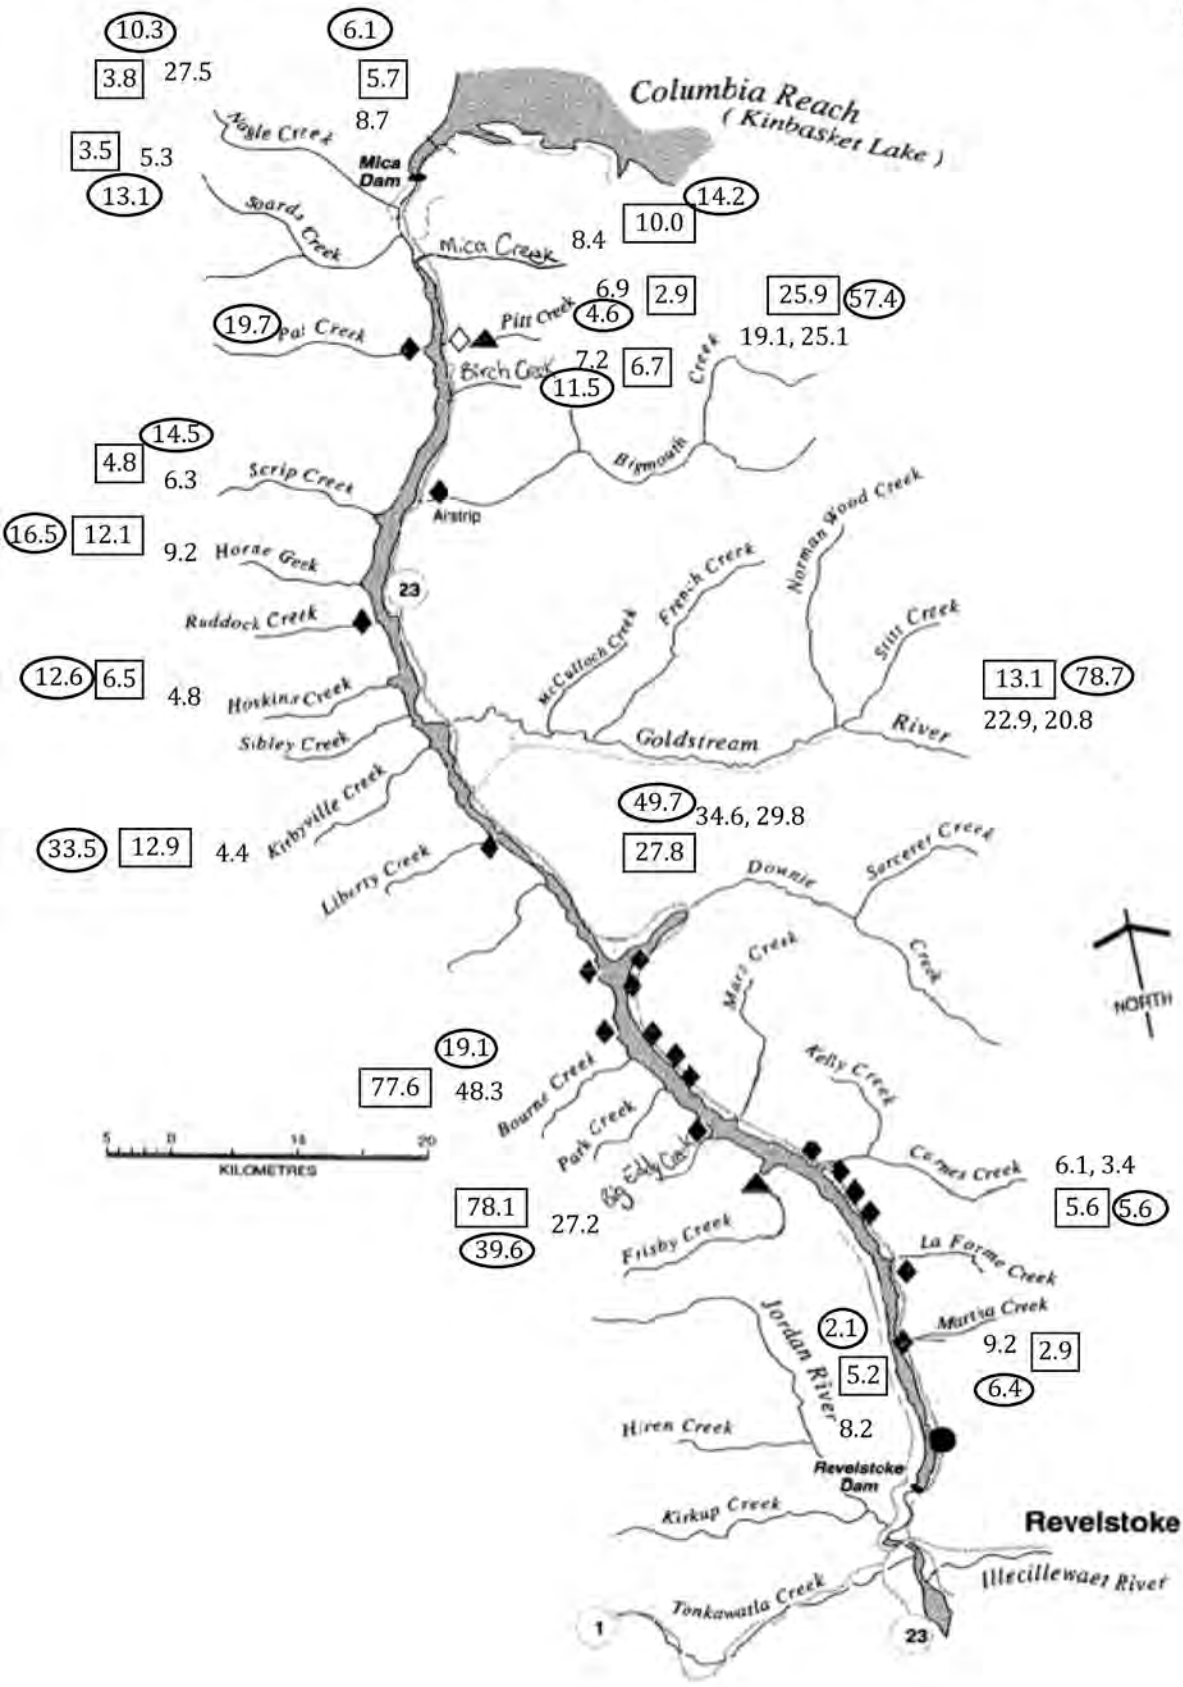 10.3
6.1
3.8 27.5
5.7
8.7
Columbia Reach
( Kinbasket Lake )
Nagle Creek
3.5 5.3
13.1
Mica
Dam
Soards
Creek
14.2
10.0
8.4
Mica Creek
6.9 2.9
4.6
Pitt Creek
25.9 57.4
19.1, 25.1
19.7
Pat Creek
Birch Creek
7.2 6.7
11.5
Bigmouth
Creek
14.5
4.8
6.3
Scrip Creek
Airstrip
16.5 12.1
9.2
Horne Creek
23
Norman Wood Creek
French Creek
McCulloch Creek
Stitt Creek
Ruddock Creek
12.6 6.5
4.8
Hoskins Creek
13.1 78.7
22.9, 20.8
Sibley Creek
Goldstream
River
Kirbyville Creek
49.7
34.6, 29.8
27.8
33.5 12.9 4.4
Liberty Creek
Downie
Creek
Sorcerer Creek
Mars Creek
NORTH
19.1
77.6 48.3
Bourne Creek
Kelly Creek
Park Creek
5 0 10 20
KILOMETRES
Big Eddy Creek
Carnes Creek
6.1, 3.4
5.6 5.6
78.1
27.2
39.6
Frisby Creek
La Forme
Creek
Martha Creek
9.2 2.9
6.4
Jordan River
2.1
5.2
8.2
Hiren Creek
Revelstoke
Dam
Kirkup Creek
Revelstoke
Illecillewaet River
Tonkawatla Creek
1
23